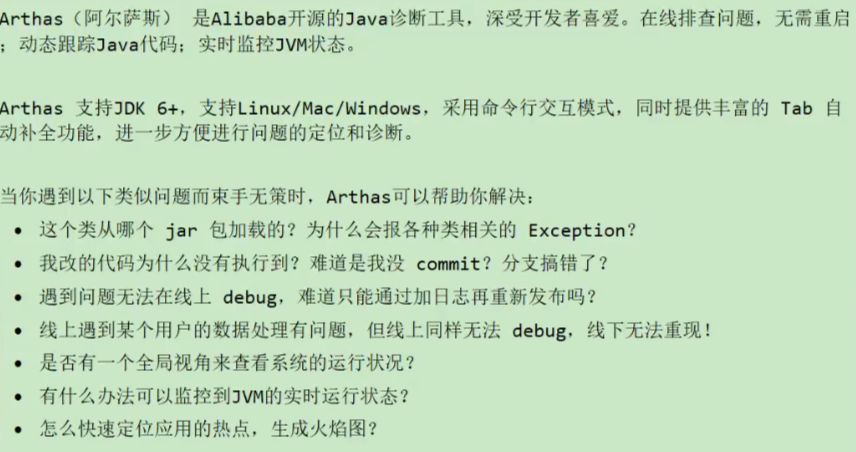 Arthas（阿尔萨斯） 是Alibaba开源的Java诊断工具，深受开发者喜爱。在线排查问题，无需重启
；动态跟踪Java代码；实时监控JVM状态。
Arthas 支持JDK 6+，支持Linux/Mac/Windows，采用命令行交互模式，同时提供丰富的 Tab 自
动补全功能，进一步方便进行问题的定位和诊断。
当你遇到以下类似问题而束手无策时，Arthas可以帮助你解决：
• 这个类从哪个 jar 包加载的？为什么会报各种类相关的 Exception？
• 我改的代码为什么没有执行到？难道是我没 commit？分支搞错了？
• 遇到问题无法在线上 debug，难道只能通过加日志再重新发布吗？
• 线上遇到某个用户的数据处理有问题，但线上同样无法 debug，线下无法重现！
• 是否有一个全局视角来查看系统的运行状况？
• 有什么办法可以监控到JVM的实时运行状态？
• 怎么快速定位应用的热点，生成火焰图？